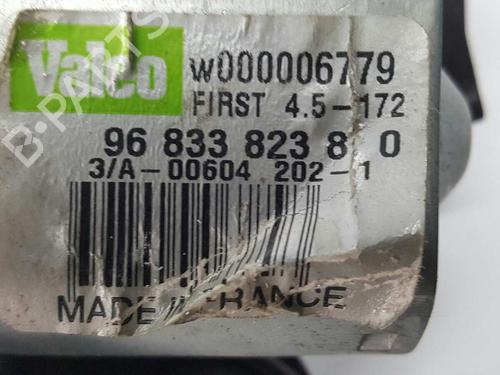 Valeo
w000006779
FIRST 4.5-172
96 833 823 8 0
3/A-00604 202-1
MADE IN FRANCE